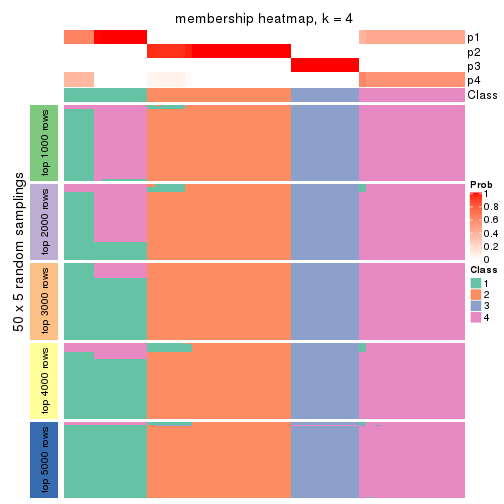 membership heatmap, k = 4
p1
p2
p3
p4
Class
50 x 5 random samplings
top 1000 rows
top 2000 rows
top 3000 rows
top 4000 rows
top 5000 rows
Prob
1
0.8
0.6
0.4
0.2
0
Class
1
2
3
4